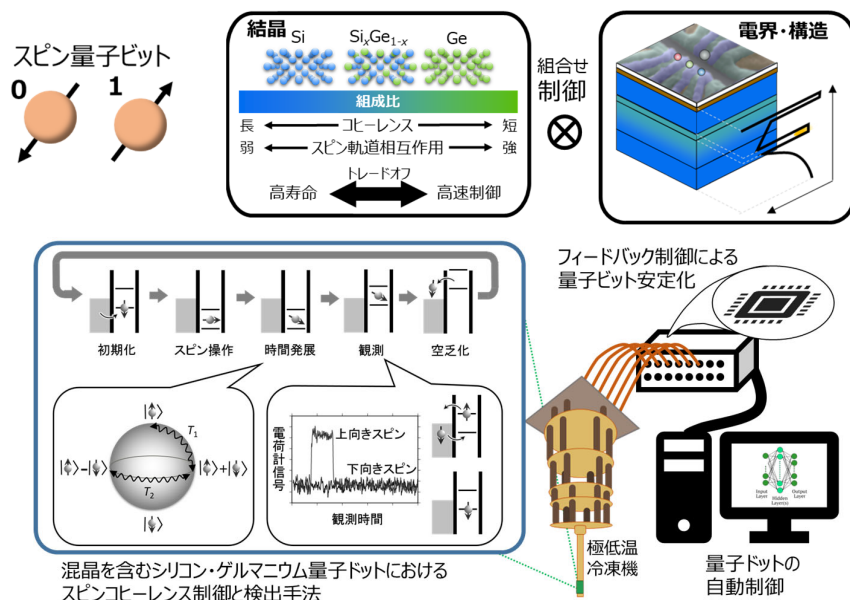 スピン量子ビット
0
1
結晶
Si
SixGe1-x
Ge
組成比
長
コヒーレンス
短
弱
スピン軌道相互作用
強
トレードオフ
高寿命
高速制御
組合せ
制御
電界・構造
初期化
スピン操作
時間発展
観測
空乏化
T1
T2
電荷計信号
上向きスピン
下向きスピン
観測時間
混晶を含むシリコン・ゲルマニウム量子ドットにおける
スピンコヒーレンス制御と検出手法
フィードバック制御による
量子ビット安定化
極低温
冷凍機
Input
Layer
Hidden
Layer(s)
Output
Layer
量子ドットの
自動制御